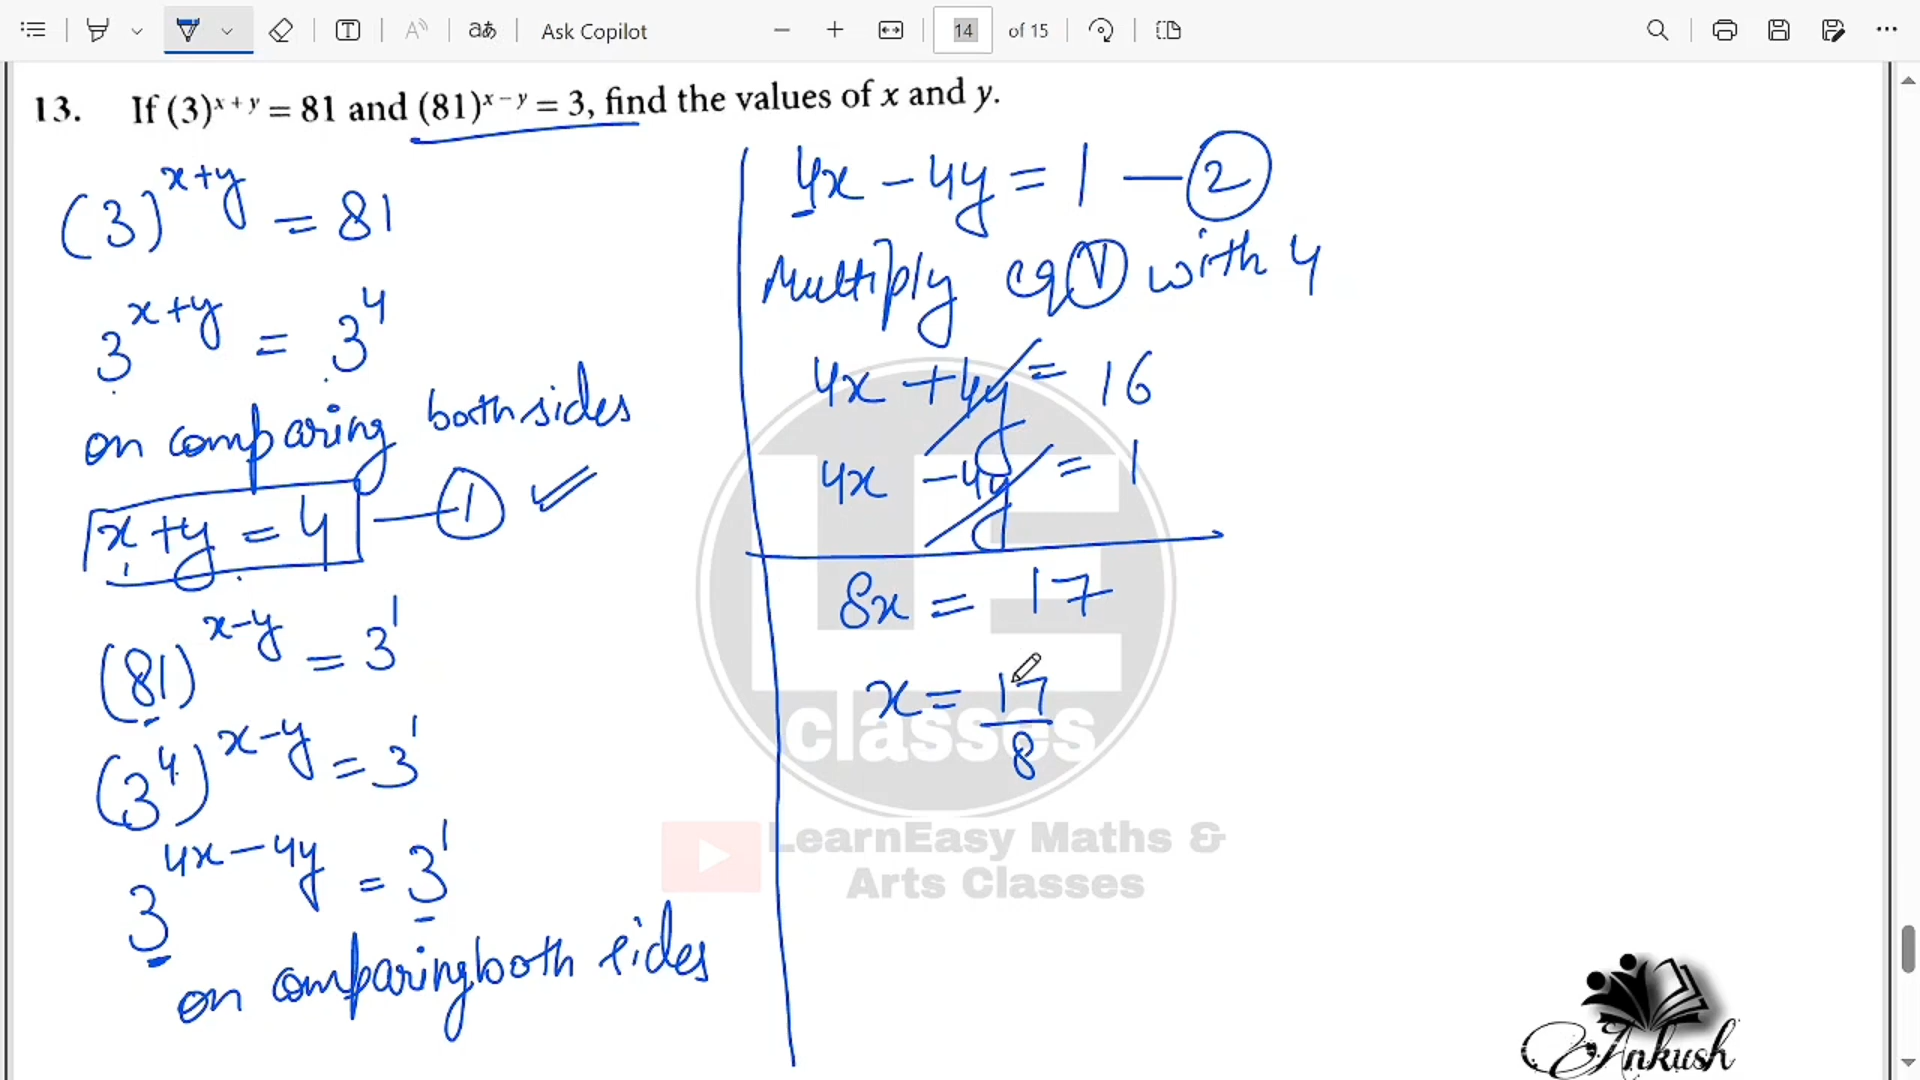 Ask Copilot
14 of 15
13. If (3)^{x + y} = 81 and (81)^{x − y} = 3, find the values of x and y.
(3)^{x+y} = 81
3^{x+y} = 3^4
on comparing both sides
x+y = 4 — ①
(81)^{x-y} = 3^1
(3^4)^{x-y} = 3^1
3^{4x-4y} = 3^1
on comparing both sides
4x - 4y = 1 — ②
Multiply eq ① with 4
4x + 4y = 16
4x - 4y = 1
8x = 17
x = 17/8
LE
classes
LearnEasy Maths &
Arts Classes
Ankush